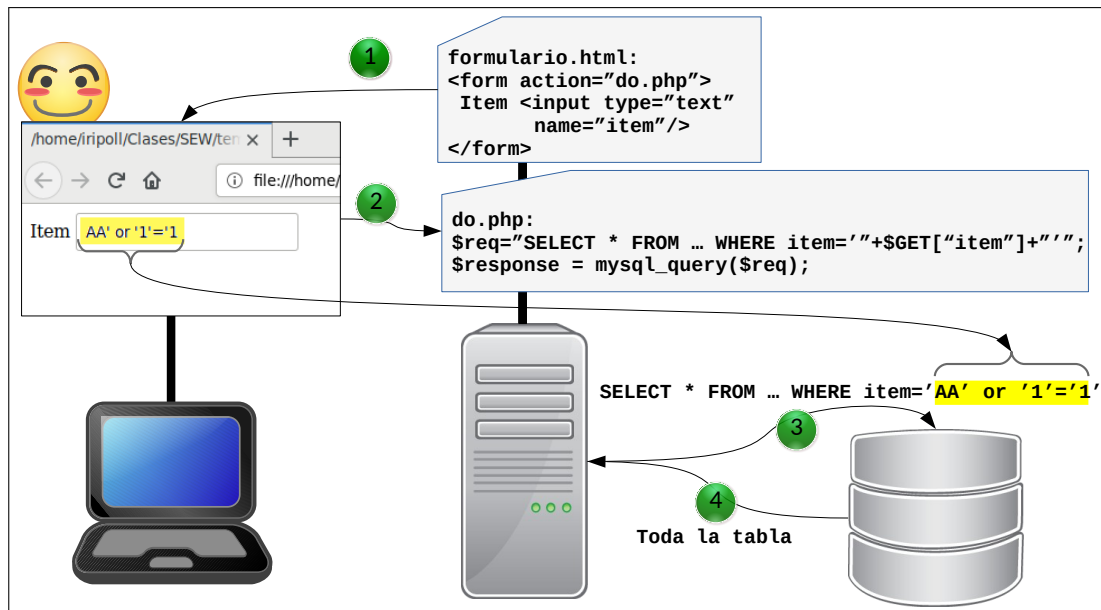 1
formulario.html:
<form action=”do.php”>
Item <input type=”text”
name=”item”/>
</form>
/home/iripoll/Clases/SEW/ter × +
file:///home/
2
Item AA' or '1'='1
do.php:
$req=”SELECT * FROM … WHERE item=’”+$GET[“item”]+”’”;
$response = mysql_query($req);
SELECT * FROM … WHERE item=’AA’ or ’1’=’1’
3
4
Toda la tabla